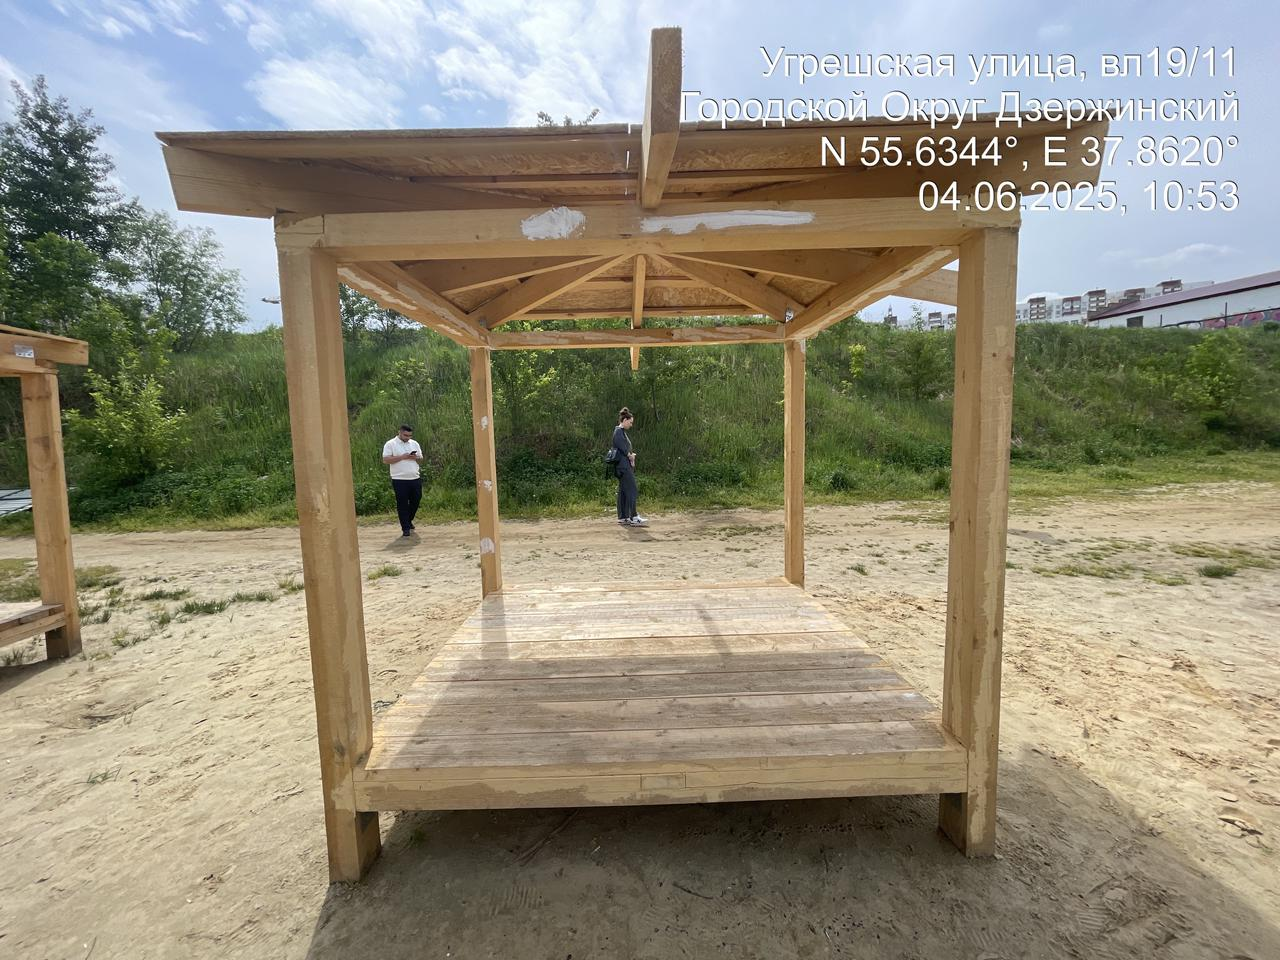 Угрешская улица, вл19/11
Городской Округ Дзержинский
N 55.6344°, E 37.8620°
04.06.2025, 10:53